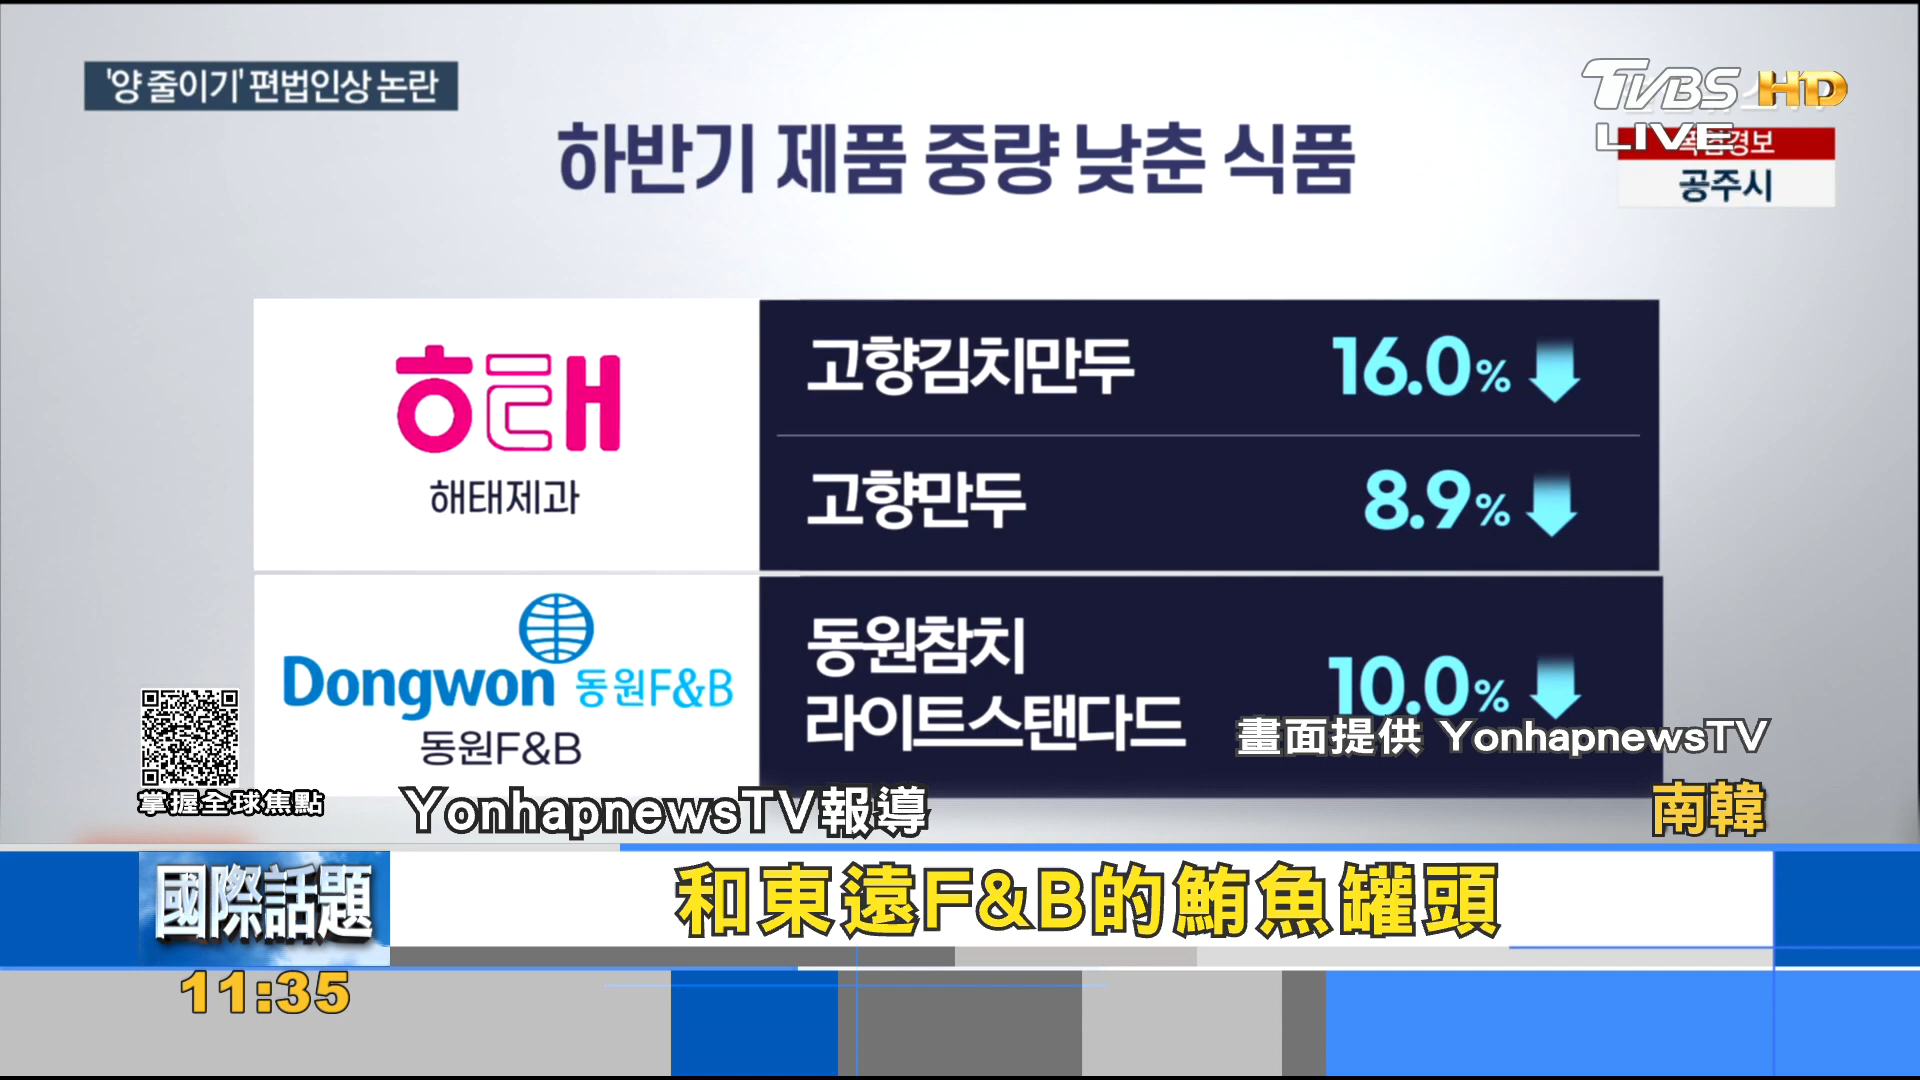 '양 줄이기' 편법인상 논란
TVBS HD
LIVE
경보
공주시
하반기 제품 중량 낮춘 식품
해태
해태제과
고향김치만두 16.0%
고향만두 8.9%
Dongwon 동원F&B
동원F&B
동원참치
라이트스탠다드
10.0%
畫面提供 YonhapnewsTV
掌握全球焦點
YonhapnewsTV報導
南韓
國際話題
和東遠F&B的鮪魚罐頭
11:35